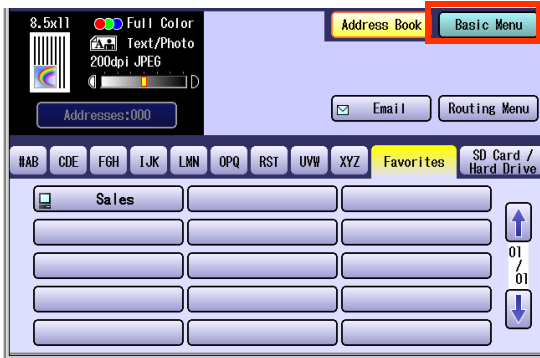 8.5x11 Full Color
Text/Photo
200dpi JPEG
Addresses:000
Address Book
Basic Menu
Email
Routing Menu
#AB CDE FGH IJK LMN OPQ RST UVW XYZ Favorites SD Card /
Hard Drive
Sales
01
/
01